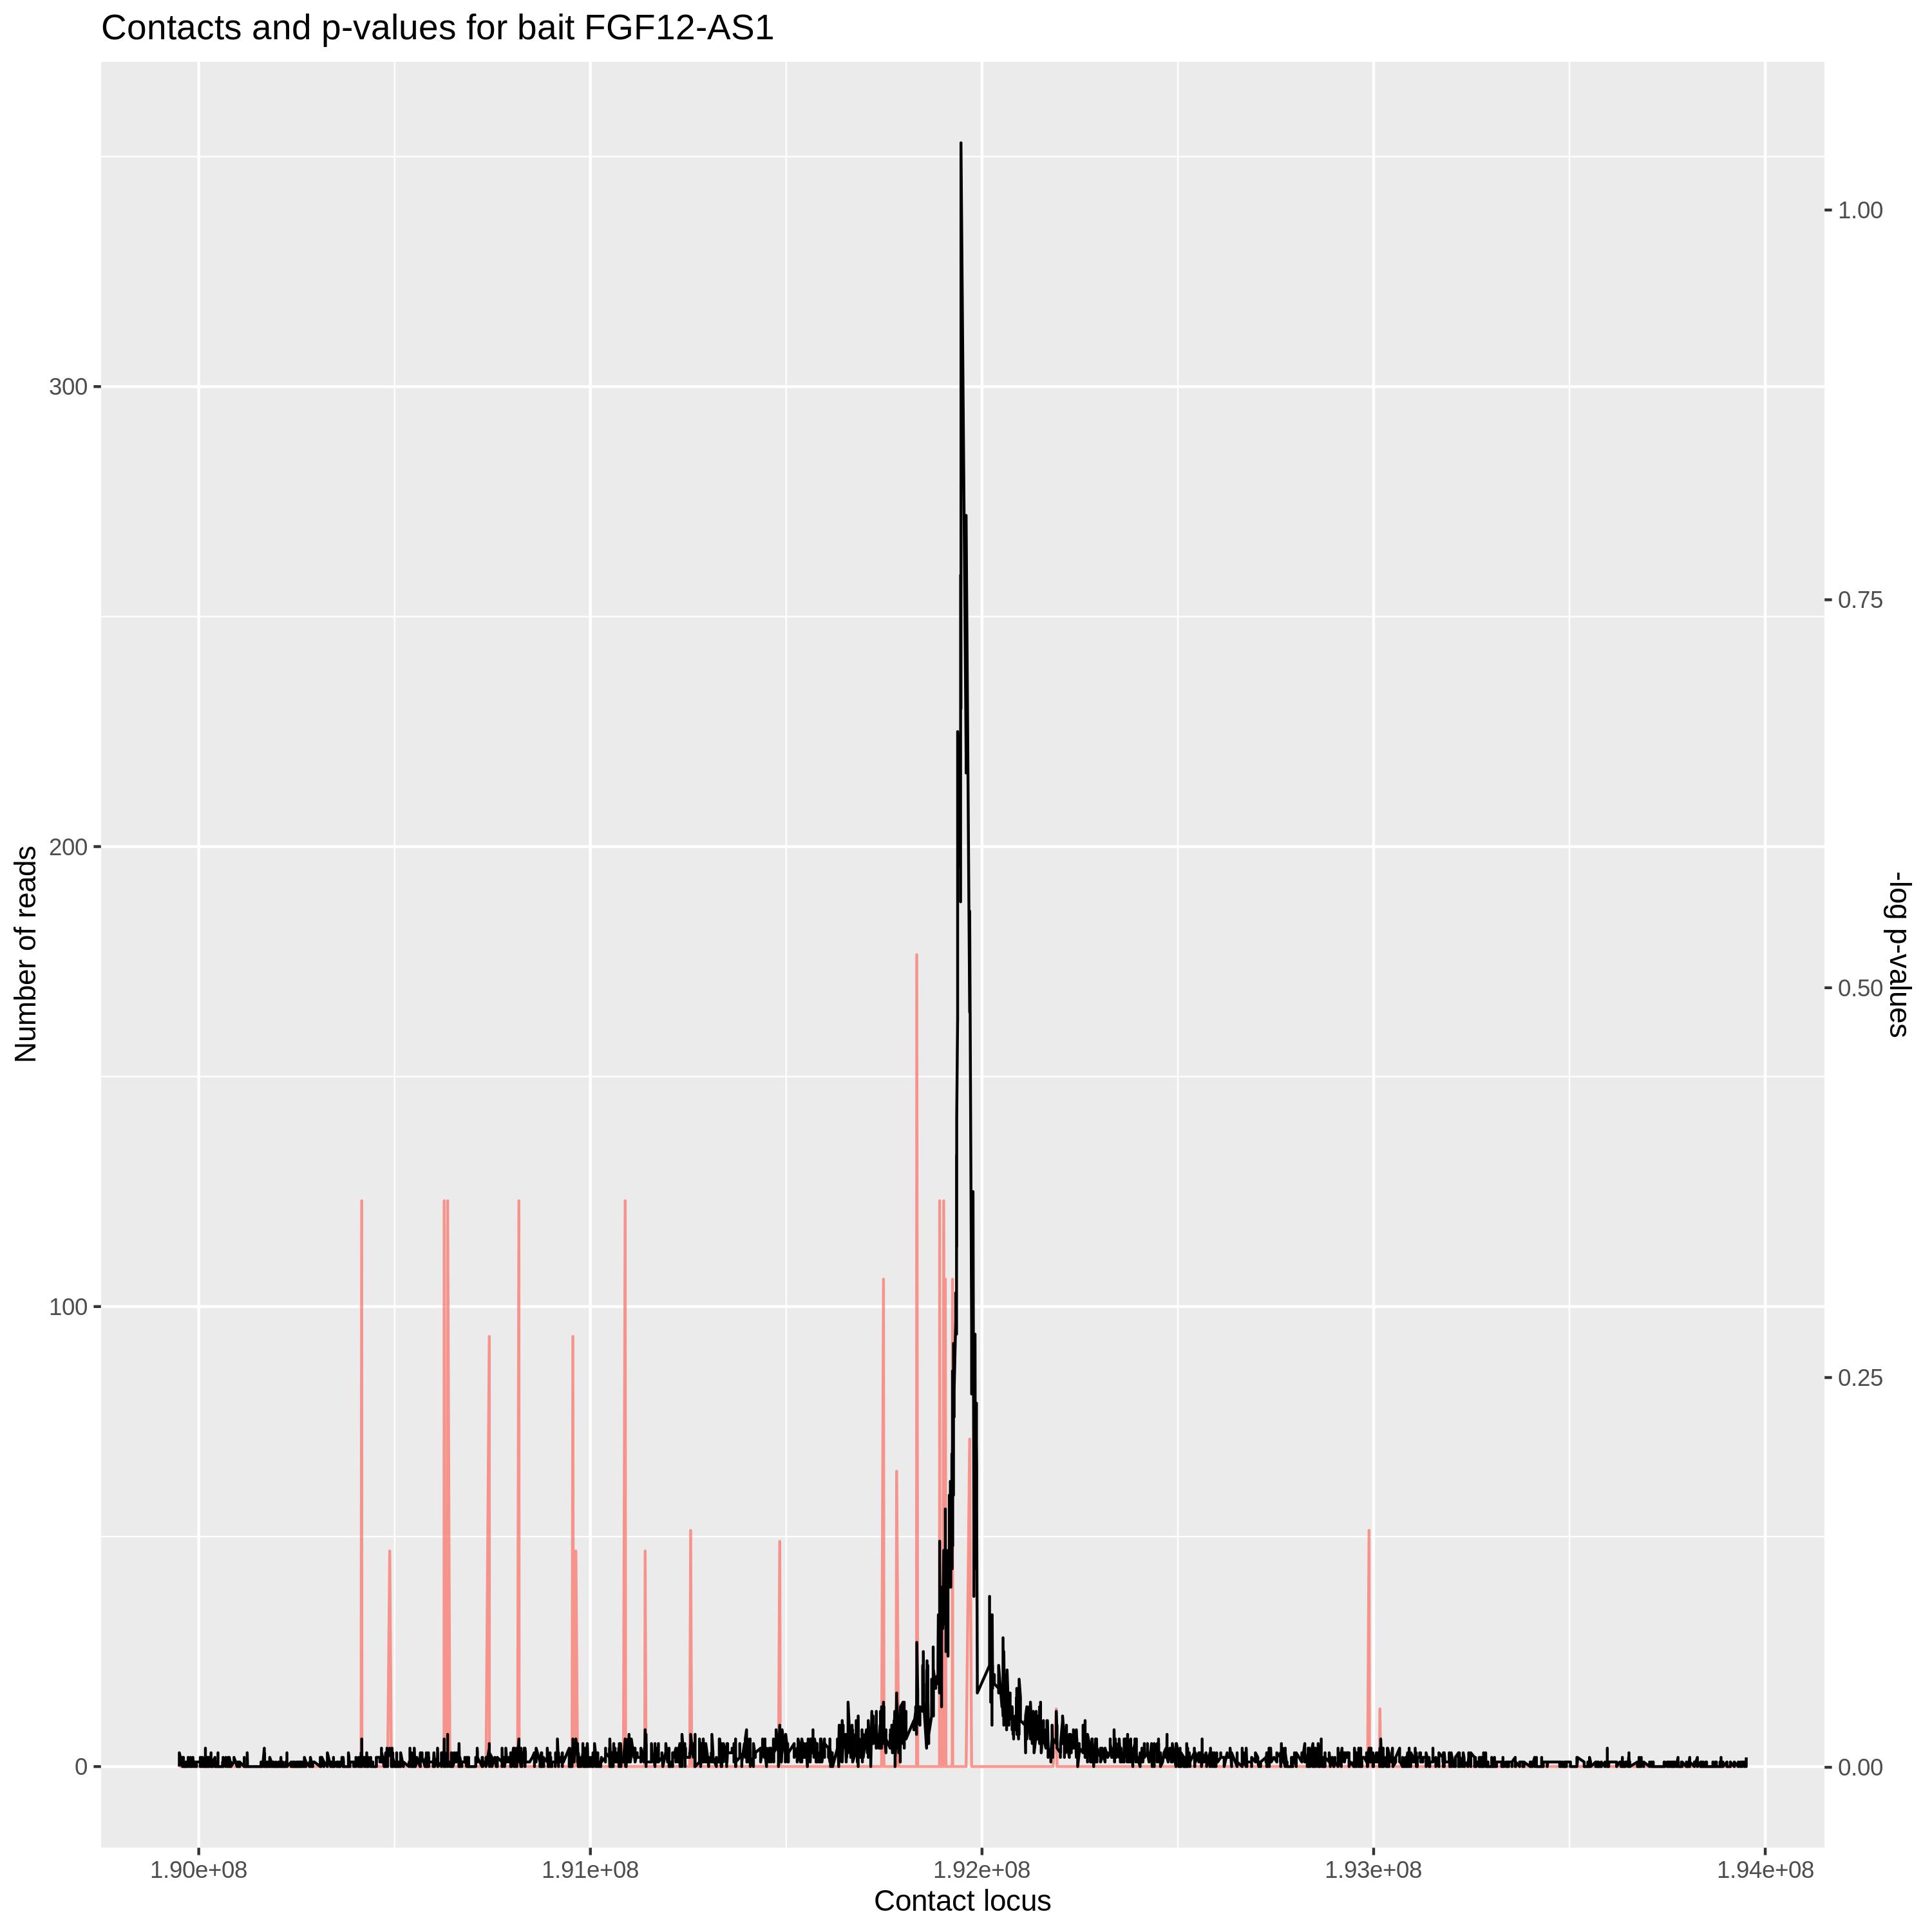 Contacts and p-values for bait FGF12-AS1
Number of reads
300
200
100
0
1.00
0.75
0.50
0.25
0.00
-log p-values
1.90e+08
1.91e+08
1.92e+08
1.93e+08
1.94e+08
Contact locus